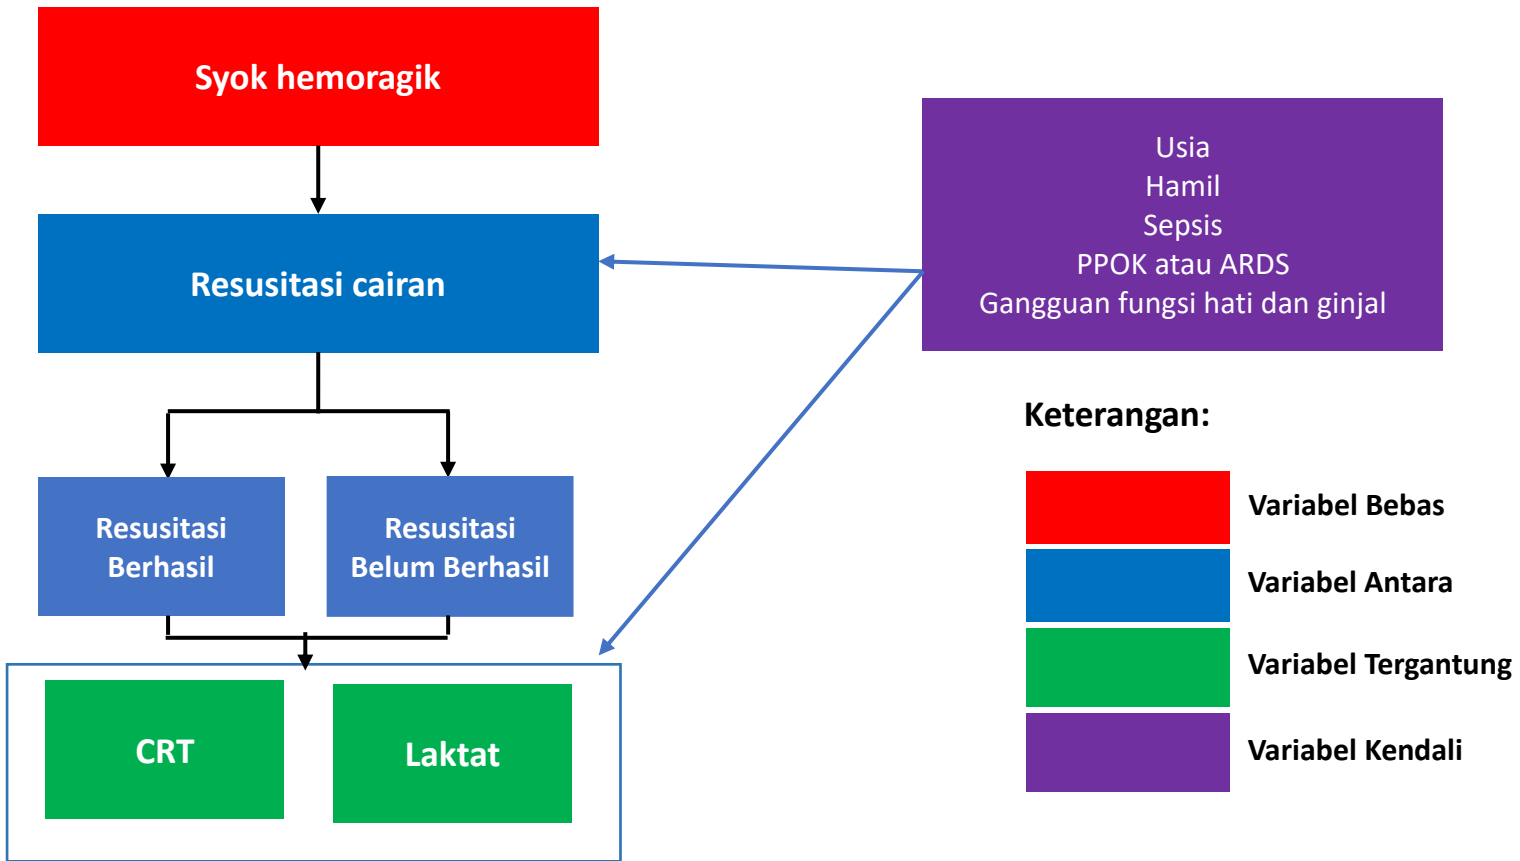 Syok hemoragik
Resusitasi cairan
Resusitasi
Berhasil
Resusitasi
Belum Berhasil
CRT
Laktat
Usia
Hamil
Sepsis
PPOK atau ARDS
Gangguan fungsi hati dan ginjal
Keterangan:
Variabel Bebas
Variabel Antara
Variabel Tergantung
Variabel Kendali